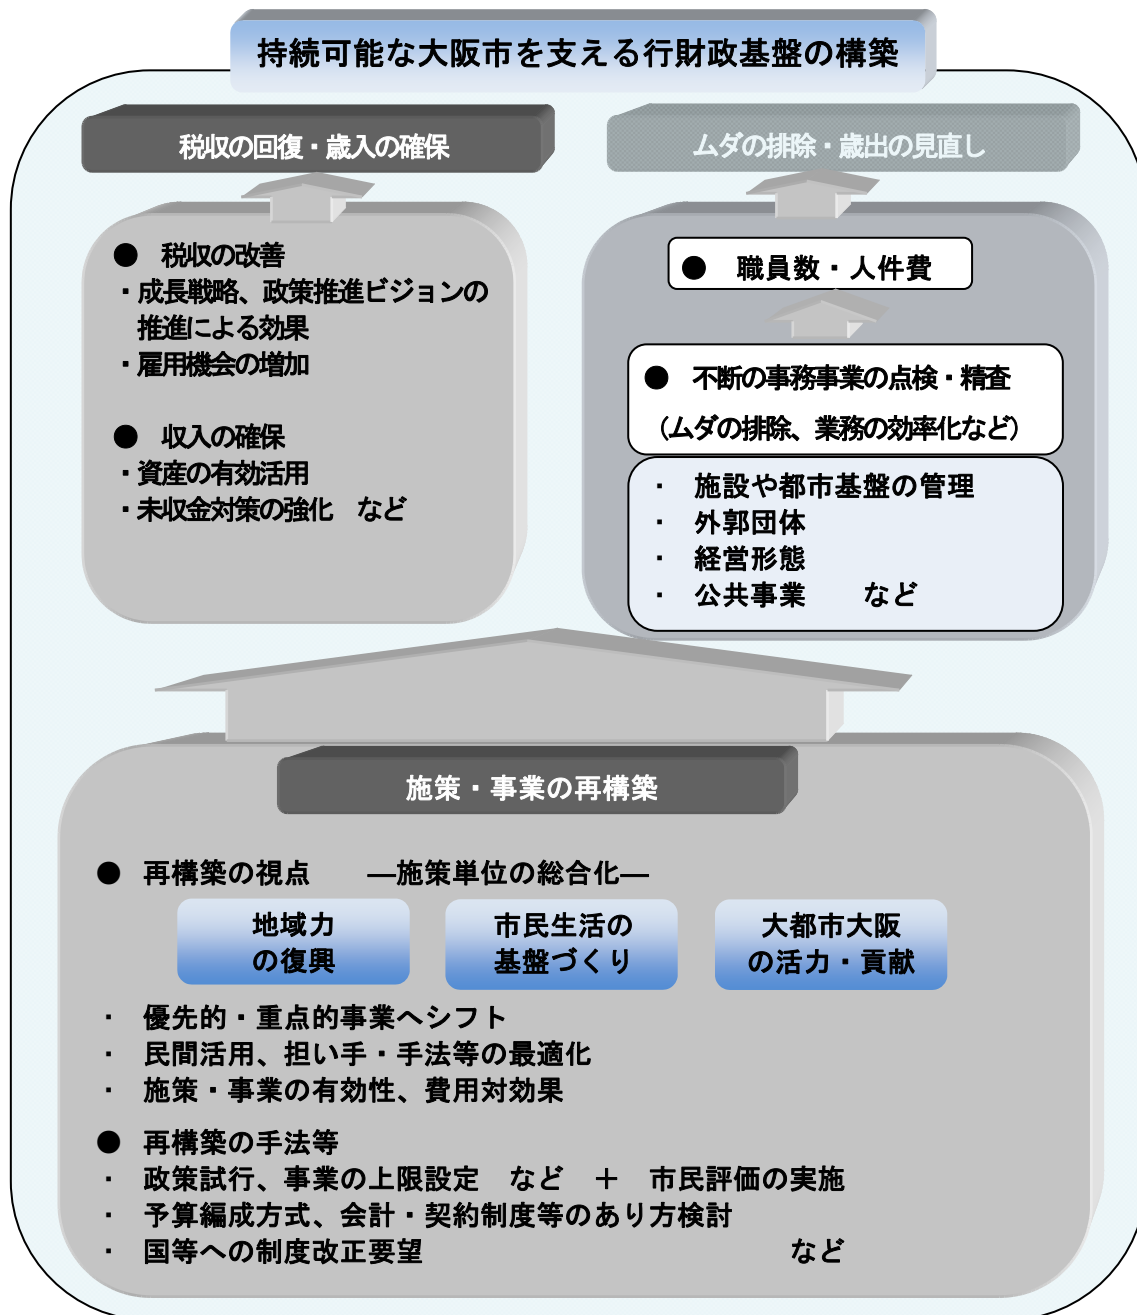 持続可能な大阪市を支える行財政基盤の構築
税収の回復・歳入の確保
● 税収の改善
・成長戦略、政策推進ビジョンの
推進による効果
・雇用機会の増加
● 収入の確保
・資産の有効活用
・未収金対策の強化 など
ムダの排除・歳出の見直し
● 職員数・人件費
● 不断の事務事業の点検・精査
（ムダの排除、業務の効率化など）
・ 施設や都市基盤の管理
・ 外郭団体
・ 経営形態
・ 公共事業 など
施策・事業の再構築
● 再構築の視点 ―施策単位の総合化―
地域力
の復興
市民生活の
基盤づくり
大都市大阪
の活力・貢献
・ 優先的・重点的事業へシフト
・ 民間活用、担い手・手法等の最適化
・ 施策・事業の有効性、費用対効果
● 再構築の手法等
・ 政策試行、事業の上限設定 など ＋ 市民評価の実施
・ 予算編成方式、会計・契約制度等のあり方検討
・ 国等への制度改正要望 など